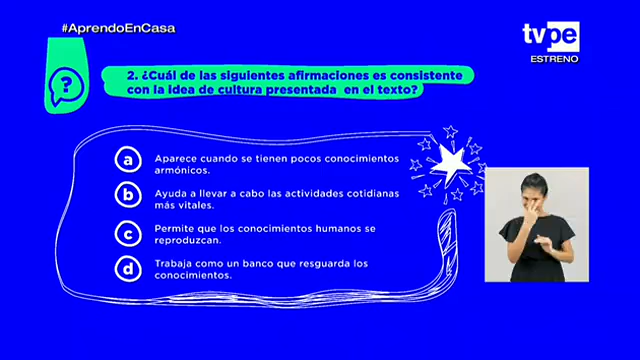 #AprendoEnCasa
tvpe
ESTRENO
?
2. ¿Cuál de las siguientes afirmaciones es consistente
con la idea de cultura presentada en el texto?
a Aparece cuando se tienen pocos conocimientos
armónicos.
b Ayuda a llevar a cabo las actividades cotidianas
más vitales.
c Permite que los conocimientos humanos se
reproduzcan.
d Trabaja como un banco que resguarda los
conocimientos.